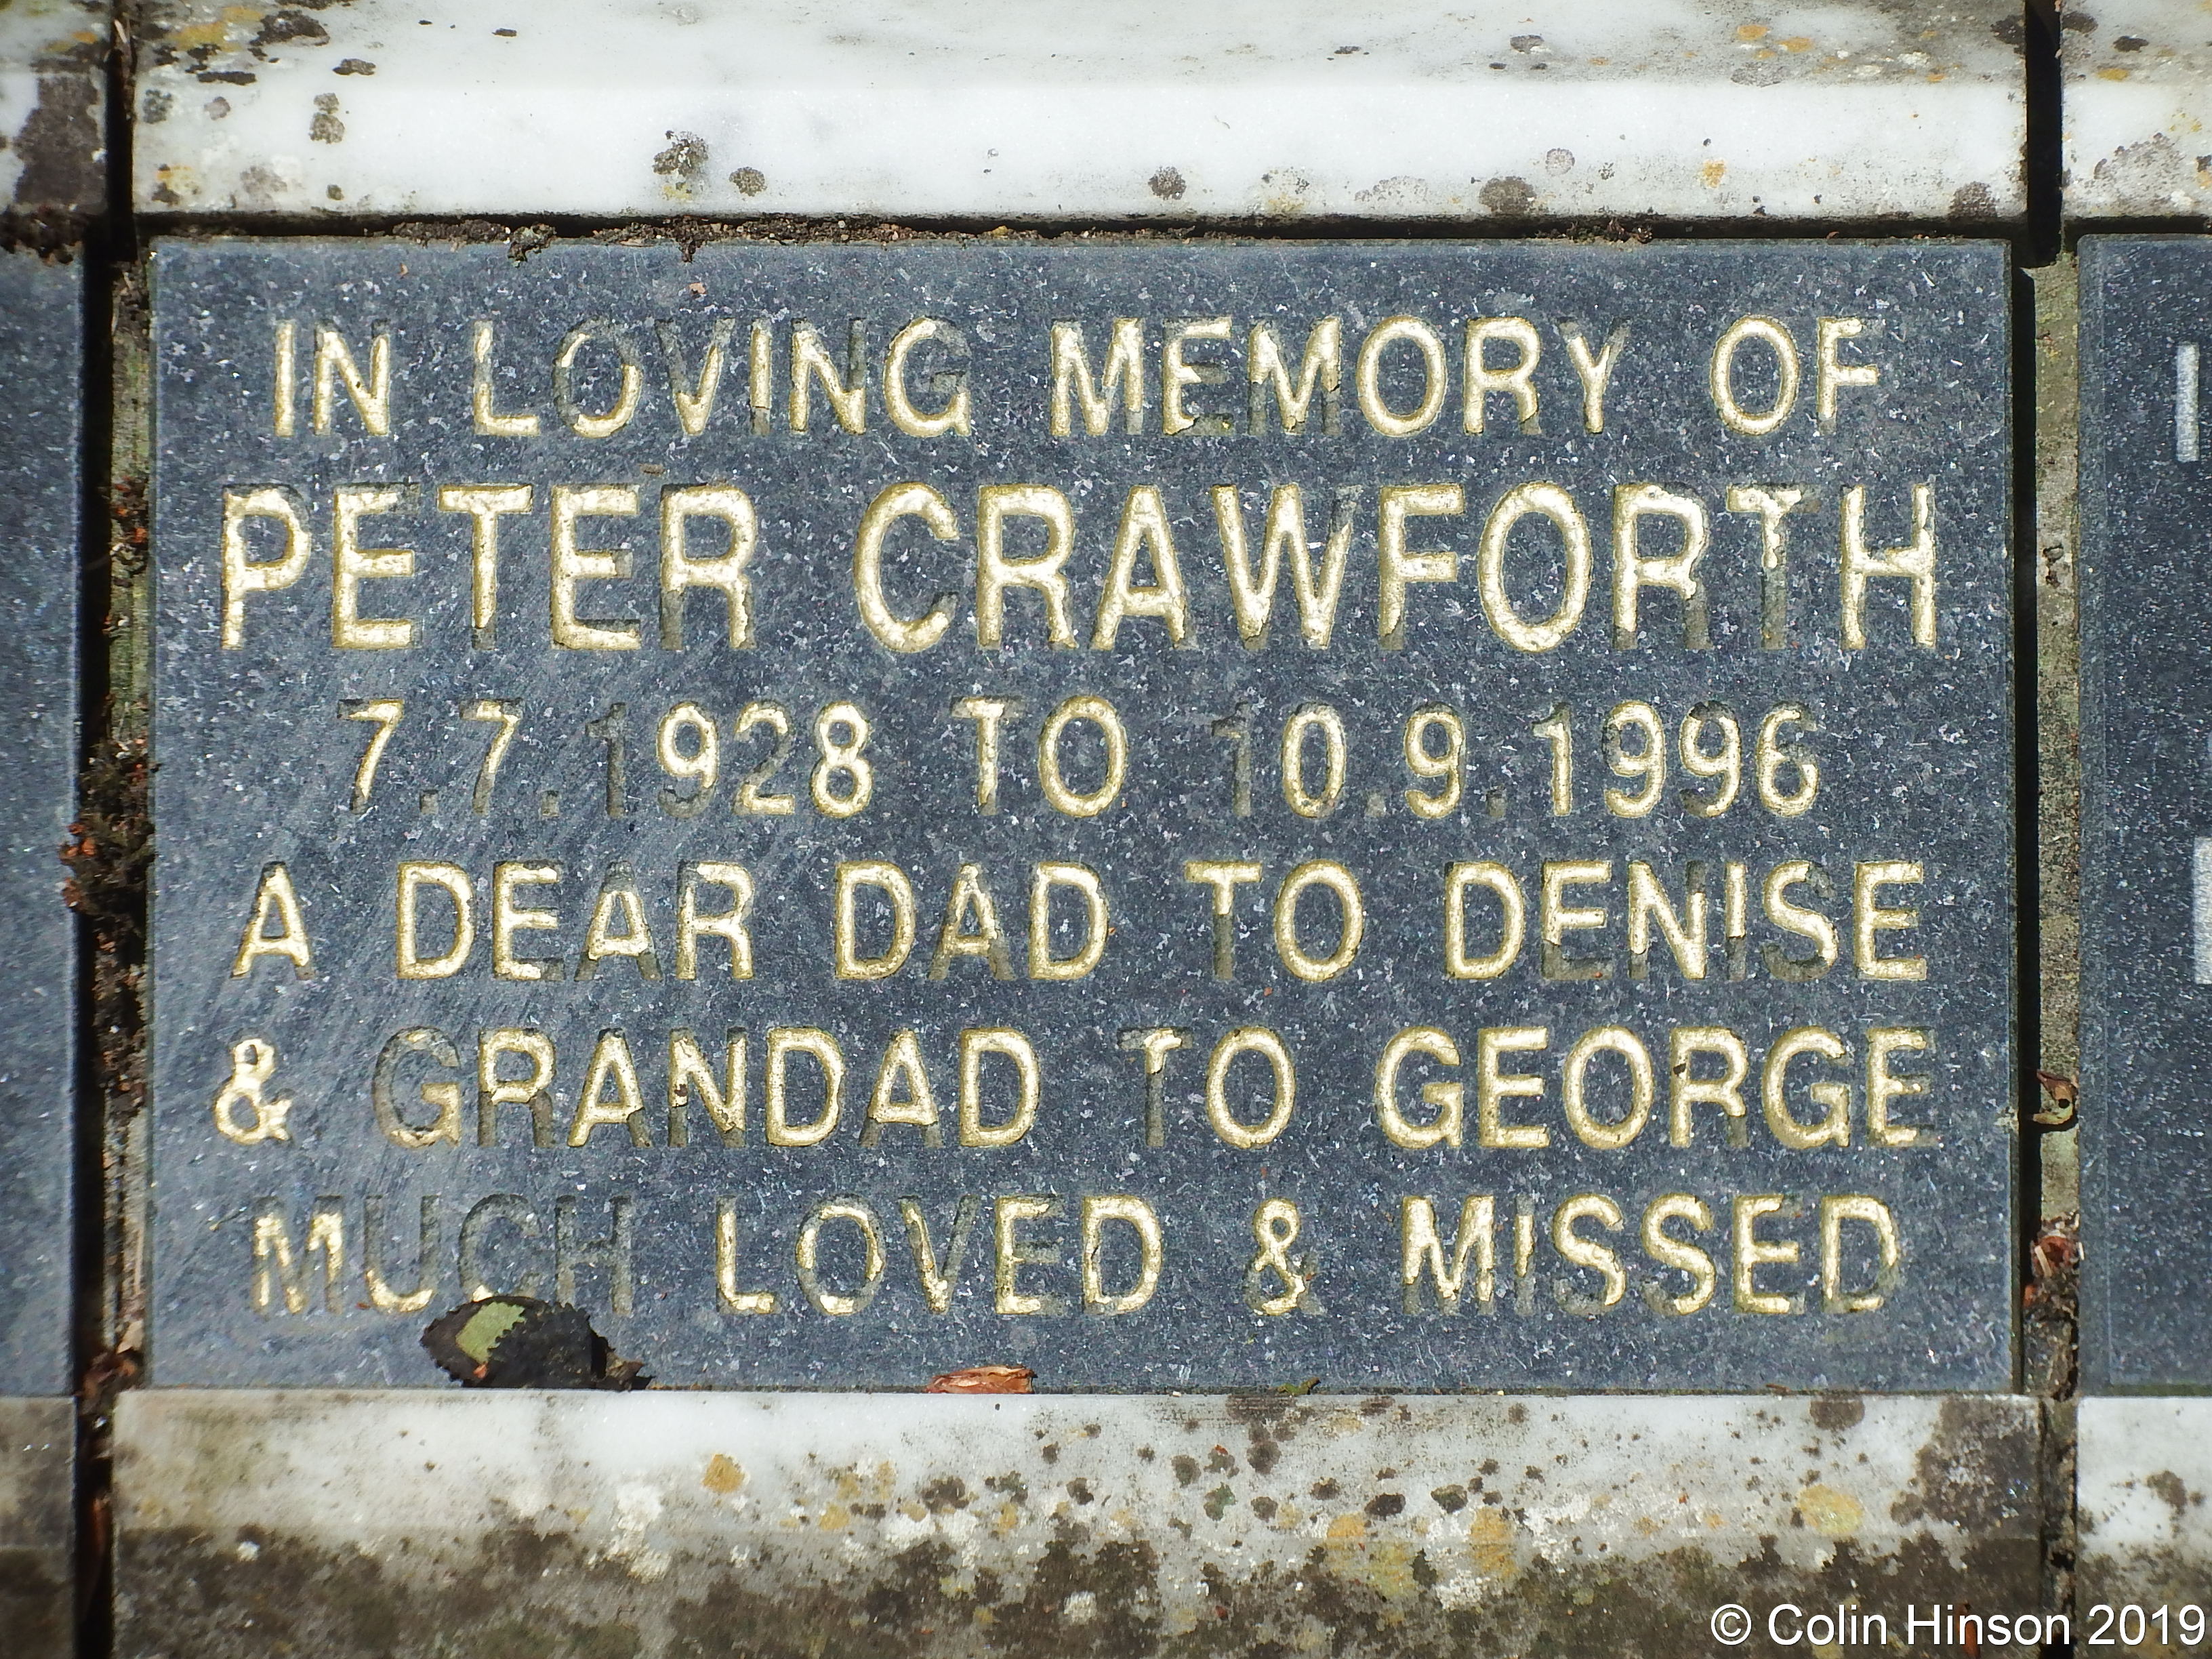 IN LOVING MEMORY OF
PETER CRAWFORTH
7.7.1928 TO 10.9.1996
A DEAR DAD TO DENISE
& GRANDAD TO GEORGE
MUCH LOVED & MISSED
© Colin Hinson 2019